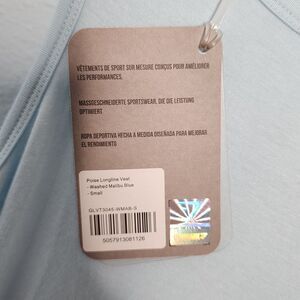 VÊTEMENTS DE SPORT SUR MESURE CONÇUS POUR AMÉLIORER
LES PERFORMANCES.
MASSGESCHNEIDERTE SPORTSWEAR, DIE DIE LEISTUNG
OPTIMIERT
ROPA DEPORTIVA HECHA A MEDIDA DISEÑADA PARA MEJORAR
EL RENDIMIENTO
Poise Longline Vest
- Washed Malibu Blue
- Small
GLVT3045-WMAB-S
5057913081126